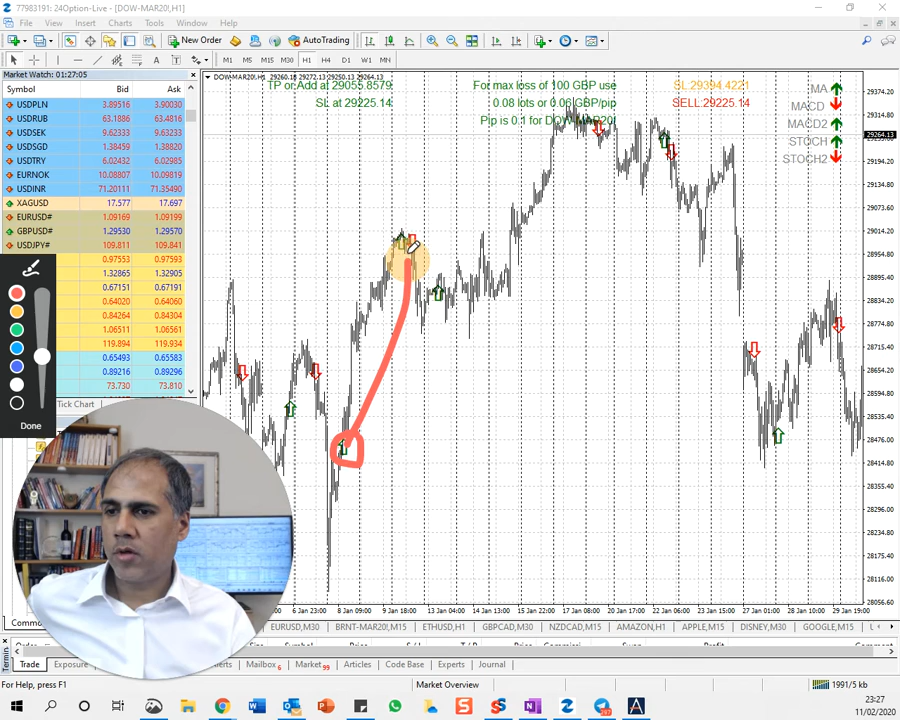 77983191: 24Option-Live - [DOW-MAR20!,H1]
File View Insert Charts Tools Window Help
New Order AutoTrading
A T M1 M5 M15 M30 H1 H4 D1 W1 MN
Market Watch: 01:27:05
Symbol Bid Ask
USDPLN 3.89516 3.90030
USDRUB 63.1886 63.4816
USDSEK 9.62333 9.63233
USDSGD 1.38459 1.38820
USDTRY 6.02432 6.02985
EURNOK 10.08807 10.09819
USDINR 71.20111 71.35490
XAGUSD 17.577 17.697
EURUSD# 1.09169 1.09199
GBPUSD# 1.29530 1.29570
USDJPY# 109.811 109.841
0.97553 0.97593
1.32865 1.32905
0.67151 0.67191
0.64020 0.64060
0.84264 0.84304
1.06511 1.06561
119.894 119.934
0.65493 0.65583
0.89216 0.89296
73.730 73.810
Tick Chart
Done
DOW-MAR20!,H1 29260.13 29272.13 29250.13 29264.13
TP or Add at 29055.8579
SL at 29225.14
For max loss of 100 GBP use
0.08 lots or 0.06 GBP/pip
Pip is 0.1 for DOW-MAR20!
SL:29394.4221
SELL:29225.14
MA
MACD
MACD2
STOCH
STOCH2
29374.20
29314.80
29264.13
29194.20
29134.80
29073.60
29014.20
28954.80
28895.40
28834.20
28774.80
28715.40
28654.20
28594.80
28535.40
28476.00
28414.80
28355.40
28296.00
28234.80
28175.40
28116.00
28056.60
6 Jan 23:00 8 Jan 09:00 9 Jan 18:00 13 Jan 04:00 14 Jan 13:00 15 Jan 22:00 17 Jan 08:00 20 Jan 17:00 22 Jan 06:00 23 Jan 15:00 27 Jan 01:00 28 Jan 10:00 29 Jan 19:00
EURUSD,M30 BRNT-MAR20!,M15 ETHUSD,H1 GBPCAD,M30 NZDCAD,M15 AMAZON,H1 APPLE,M15 DISNEY,M30 GOOGLE,M15
Trade Exposure Mailbox 6 Market 99 Articles Code Base Experts Journal
For Help, press F1 Market Overview 1991/5 kb
23:27
11/02/2020